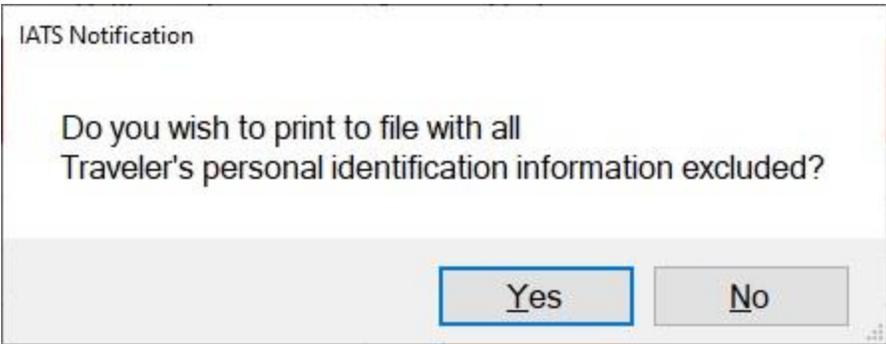 IATS Notification
Do you wish to print to file with all
Traveler's personal identification information excluded?
Yes
No